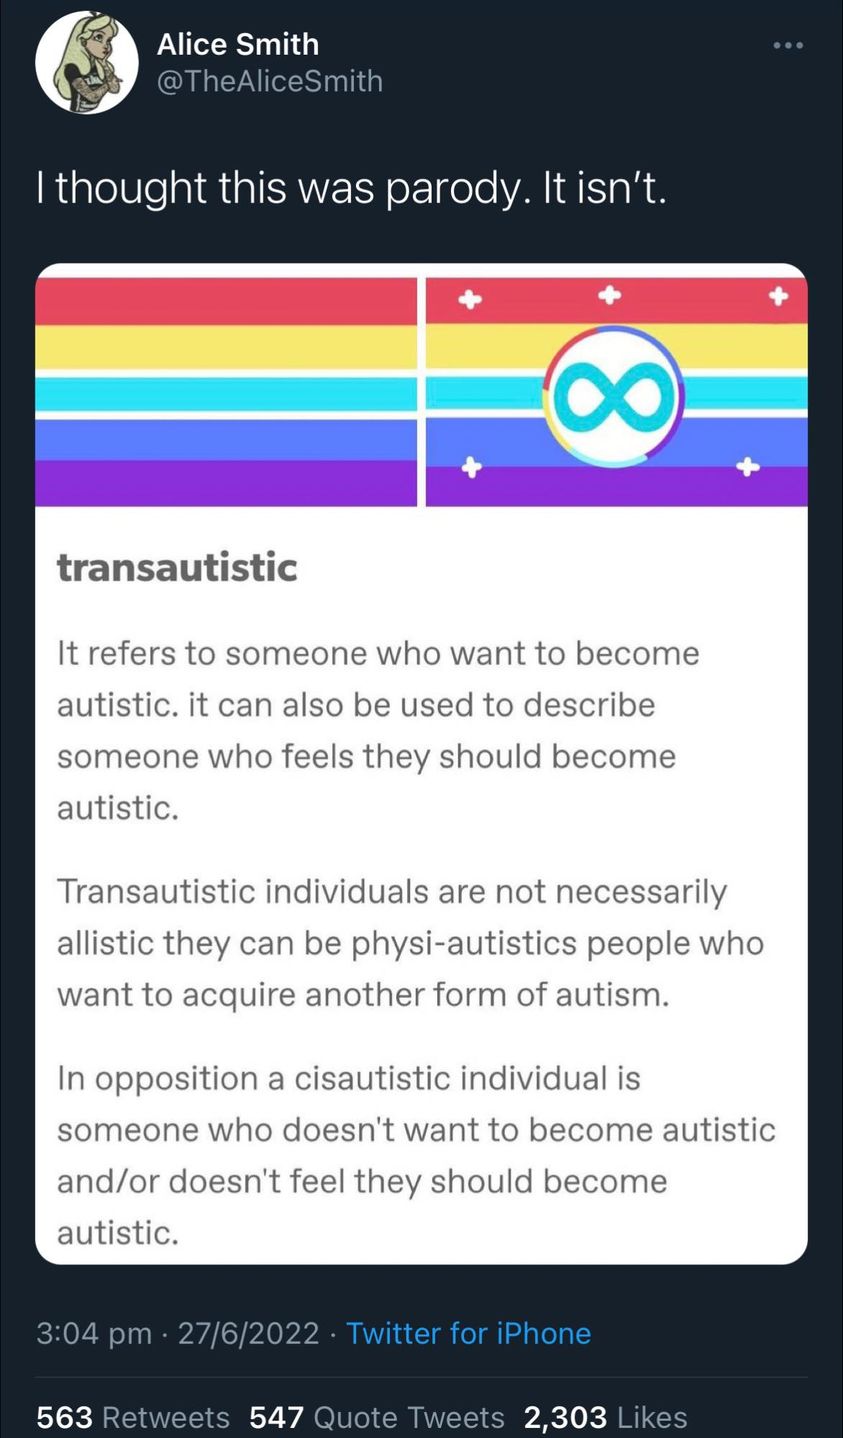 Alice Smith
@TheAliceSmith
I thought this was parody. It isn’t.
transautistic
It refers to someone who want to become
autistic. it can also be used to describe
someone who feels they should become
autistic.
Transautistic individuals are not necessarily
allistic they can be physi-autistics people who
want to acquire another form of autism.
In opposition a cisautistic individual is
someone who doesn't want to become autistic
and/or doesn't feel they should become
autistic.
3:04 pm · 27/6/2022 · Twitter for iPhone
563 Retweets 547 Quote Tweets 2,303 Likes